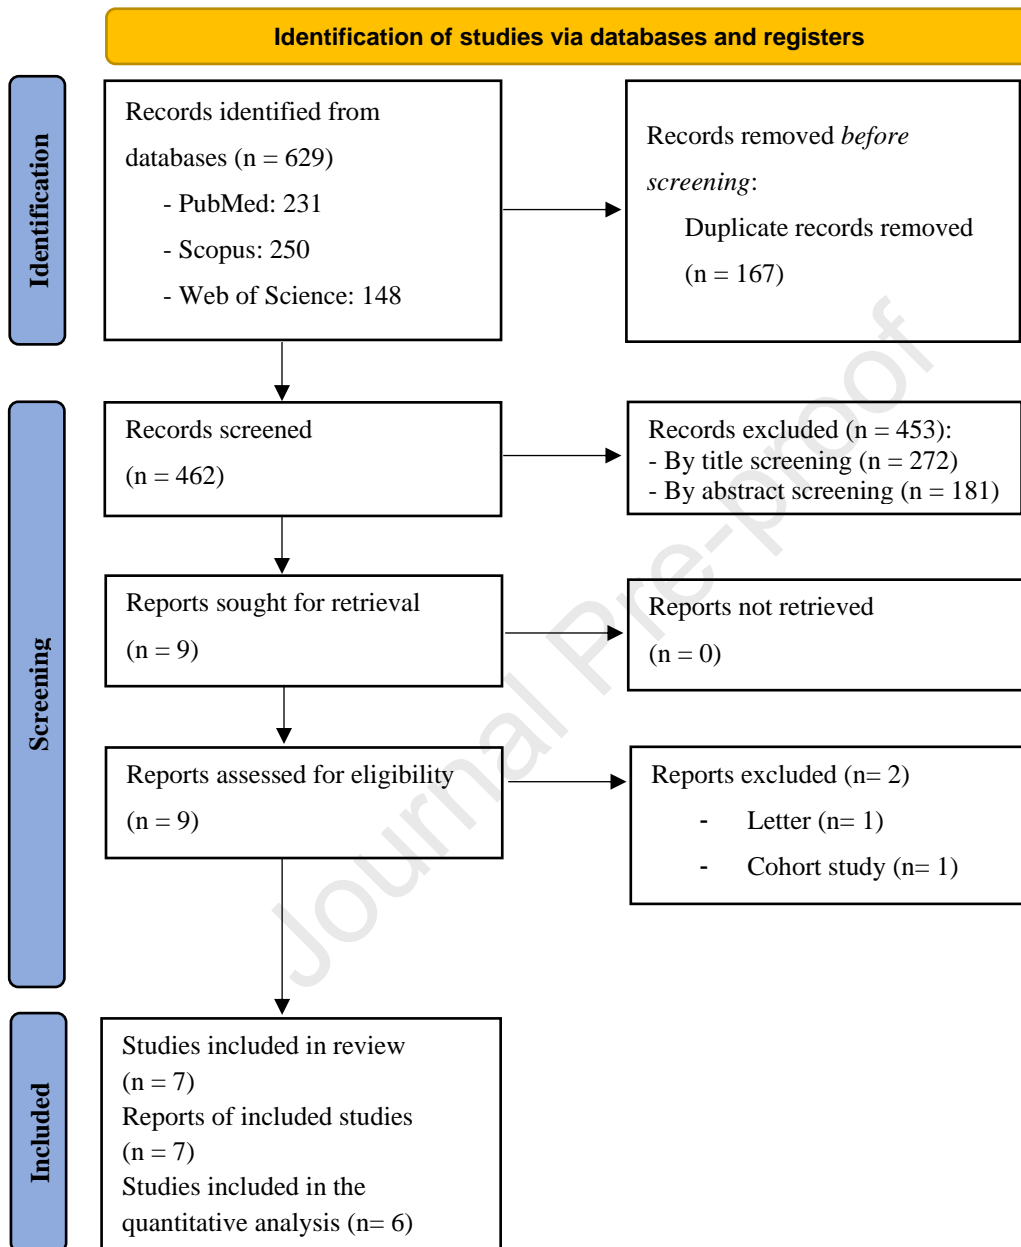 Identification of studies via databases and registers
Identification
Records identified from
databases (n = 629)
- PubMed: 231
- Scopus: 250
- Web of Science: 148
Records removed before
screening:
Duplicate records removed
(n = 167)
Screening
Records screened
(n = 462)
Records excluded (n = 453):
- By title screening (n = 272)
- By abstract screening (n = 181)
Reports sought for retrieval
(n = 9)
Reports not retrieved
(n = 0)
Reports assessed for eligibility
(n = 9)
Reports excluded (n= 2)
- Letter (n= 1)
- Cohort study (n= 1)
Included
Studies included in review
(n = 7)
Reports of included studies
(n = 7)
Studies included in the
quantitative analysis (n= 6)
Journal Pre-proof